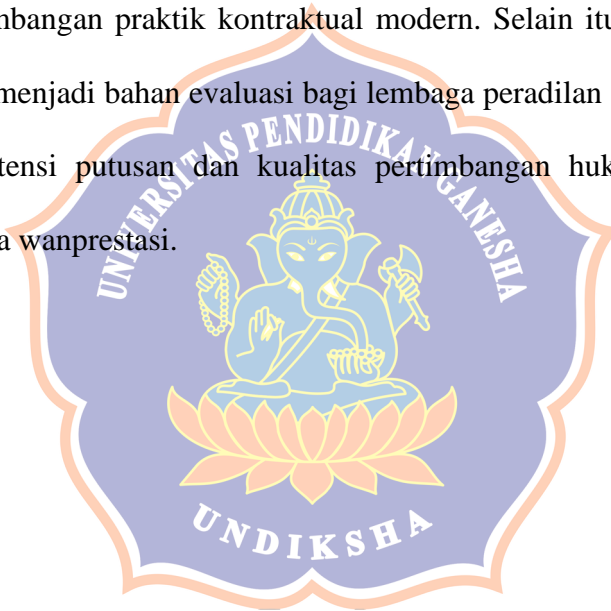 mbangan praktik kontraktual modern. Selain itu
menjadi bahan evaluasi bagi lembaga peradilan
tensi putusan dan kualitas pertimbangan huk
a wanprestasi.
UNIVERSITAS PENDIDIKAN GANESHA
UNDIKSHA